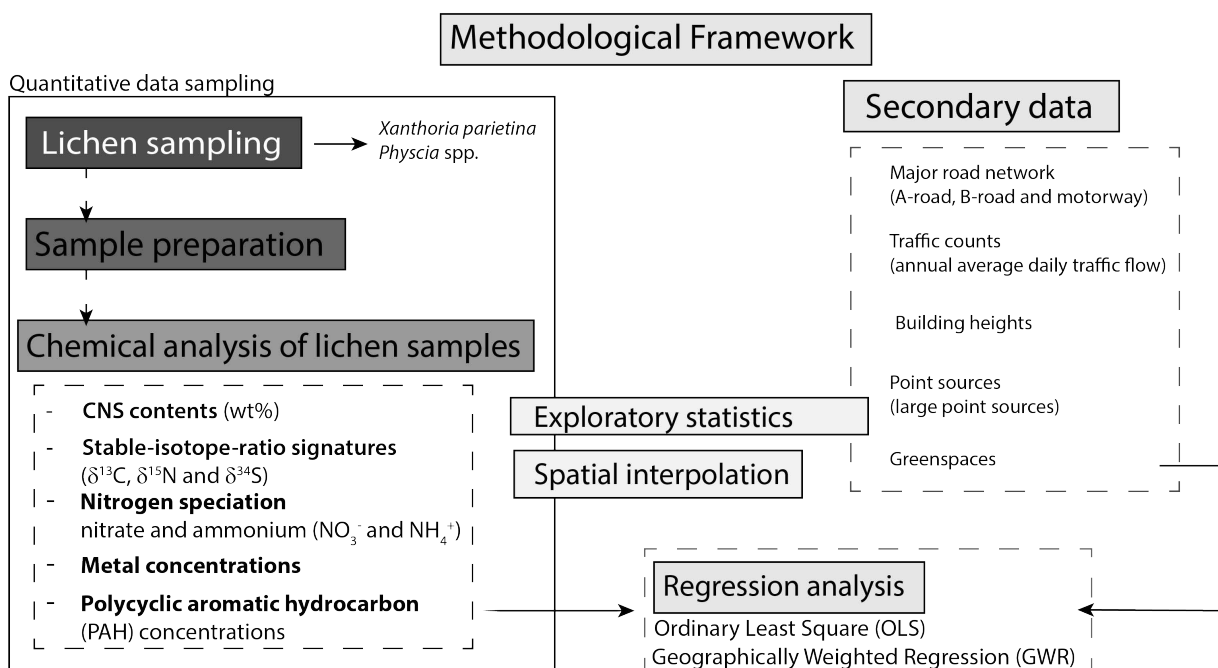 Methodological Framework
Quantitative data sampling
Lichen sampling
Xanthoria parietina
Physcia spp.
Sample preparation
Chemical analysis of lichen samples
- CNS contents (wt%)
- Stable-isotope-ratio signatures
(δ¹³C, δ¹⁵N and δ³⁴S)
- Nitrogen speciation
nitrate and ammonium (NO₃⁻ and NH₄⁺)
- Metal concentrations
- Polycyclic aromatic hydrocarbon
(PAH) concentrations
Exploratory statistics
Spatial interpolation
Secondary data
Major road network
(A-road, B-road and motorway)
Traffic counts
(annual average daily traffic flow)
Building heights
Point sources
(large point sources)
Greenspaces
Regression analysis
Ordinary Least Square (OLS)
Geographically Weighted Regression (GWR)